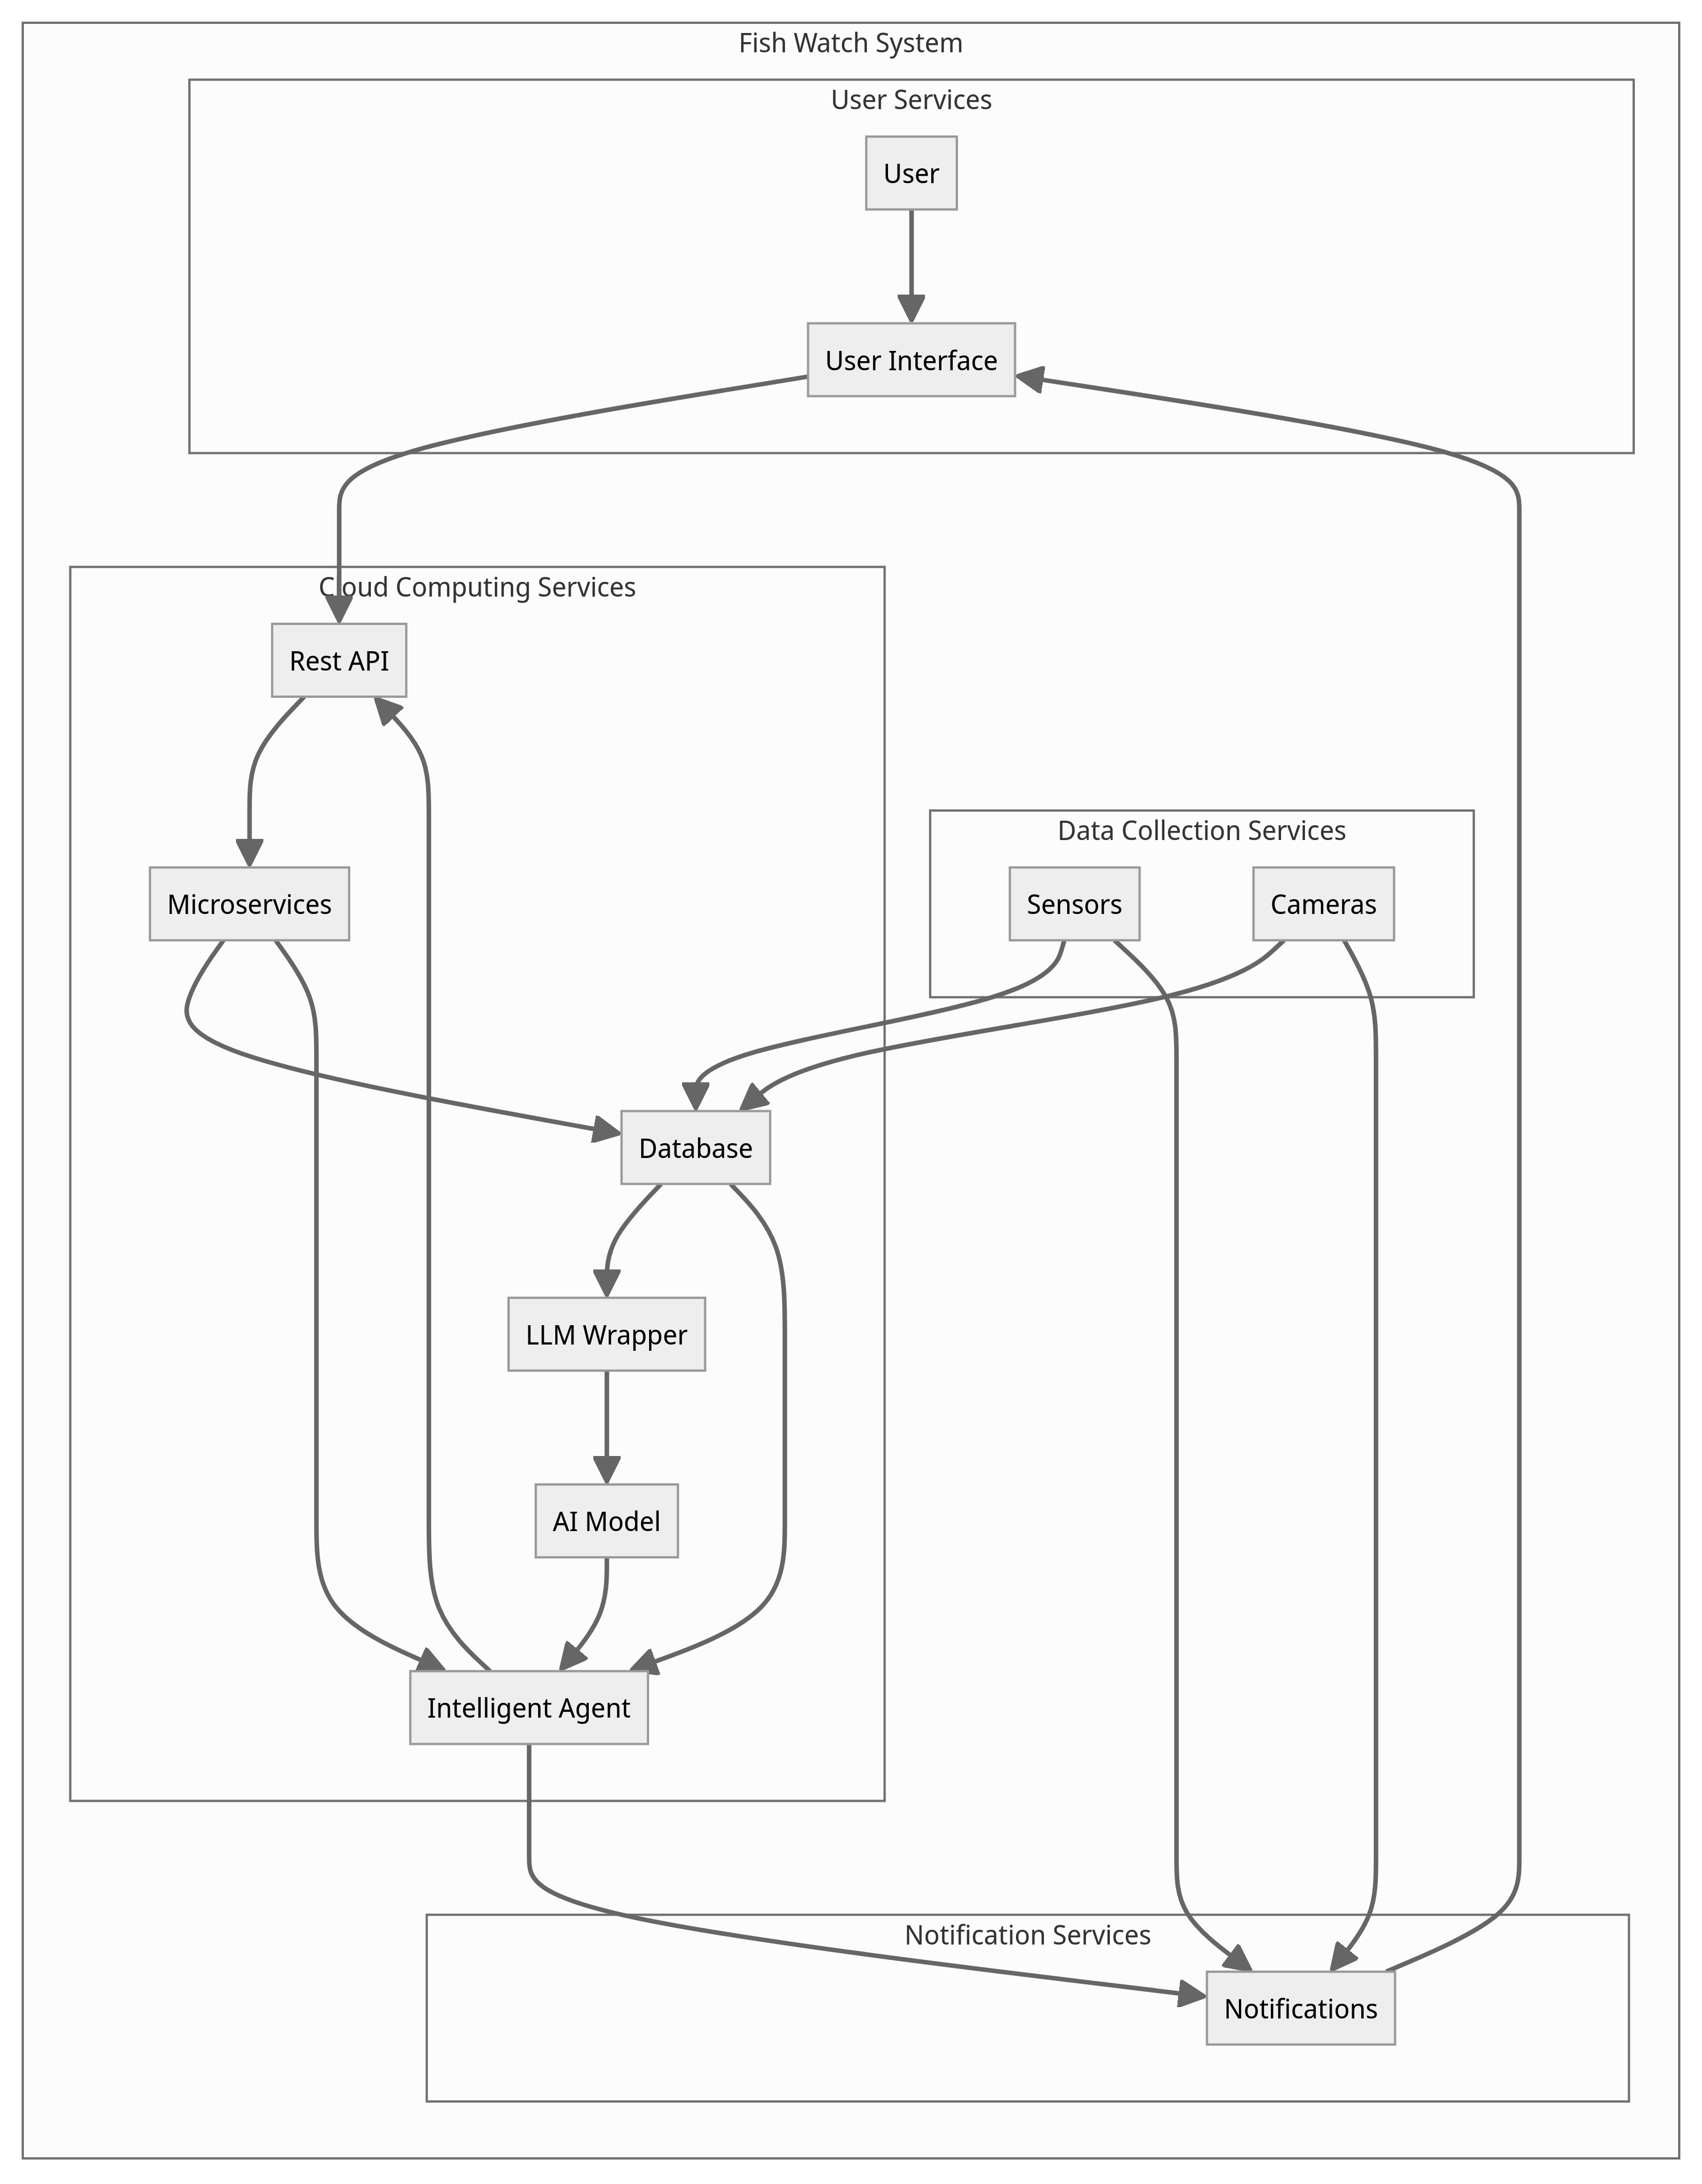 Fish Watch System
User Services
User
User Interface
Cloud Computing Services
Rest API
Data Collection Services
Microservices
Sensors
Cameras
Database
LLM Wrapper
AI Model
Intelligent Agent
Notification Services
Notifications